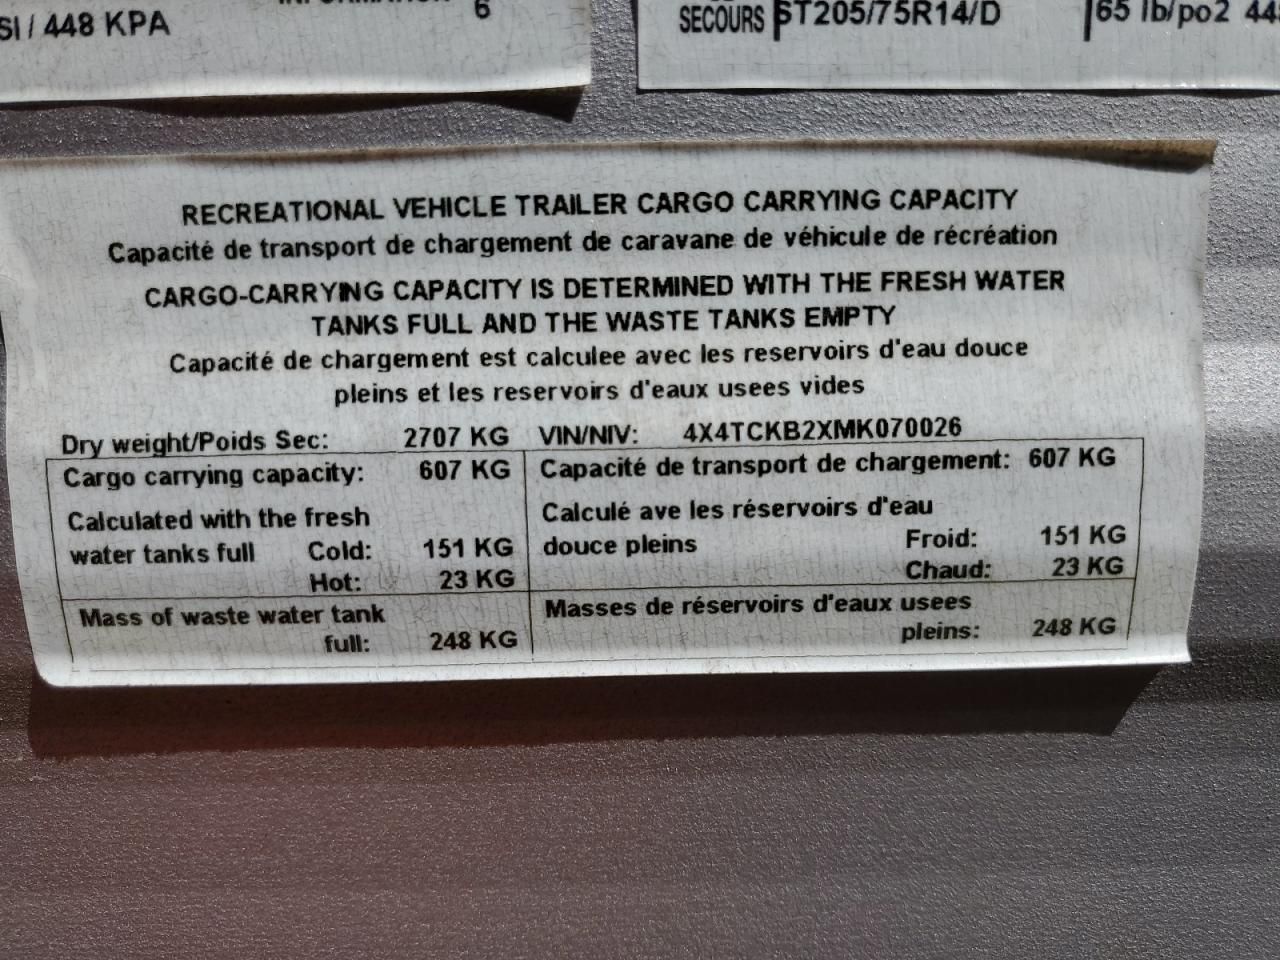 SI / 448 KPA
6
SECOURS ST205/75R14/D 65 lb/po2 44
RECREATIONAL VEHICLE TRAILER CARGO CARRYING CAPACITY
Capacité de transport de chargement de caravane de véhicule de récréation
CARGO-CARRYING CAPACITY IS DETERMINED WITH THE FRESH WATER
TANKS FULL AND THE WASTE TANKS EMPTY
Capacité de chargement est calculee avec les reservoirs d'eau douce
pleins et les reservoirs d'eaux usees vides
Dry weight/Poids Sec: 2707 KG VIN/NIV: 4X4TCKB2XMK070026
Cargo carrying capacity: 607 KG Capacité de transport de chargement: 607 KG
Calculated with the fresh Calculé ave les réservoirs d'eau
water tanks full Cold: 151 KG douce pleins Froid: 151 KG
Hot: 23 KG Chaud: 23 KG
Mass of waste water tank Masses de réservoirs d'eaux usees
full: 248 KG pleins: 248 KG